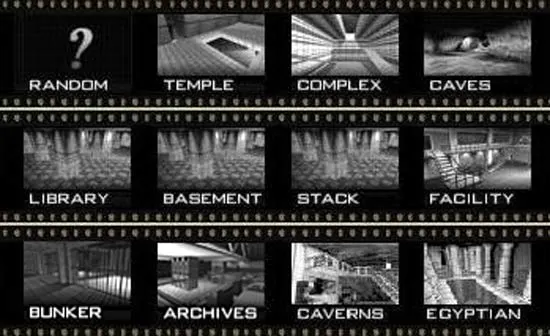 ?
RANDOM TEMPLE COMPLEX CAVES
LIBRARY BASEMENT STACK FACILITY
BUNKER ARCHIVES CAVERNS EGYPTIAN